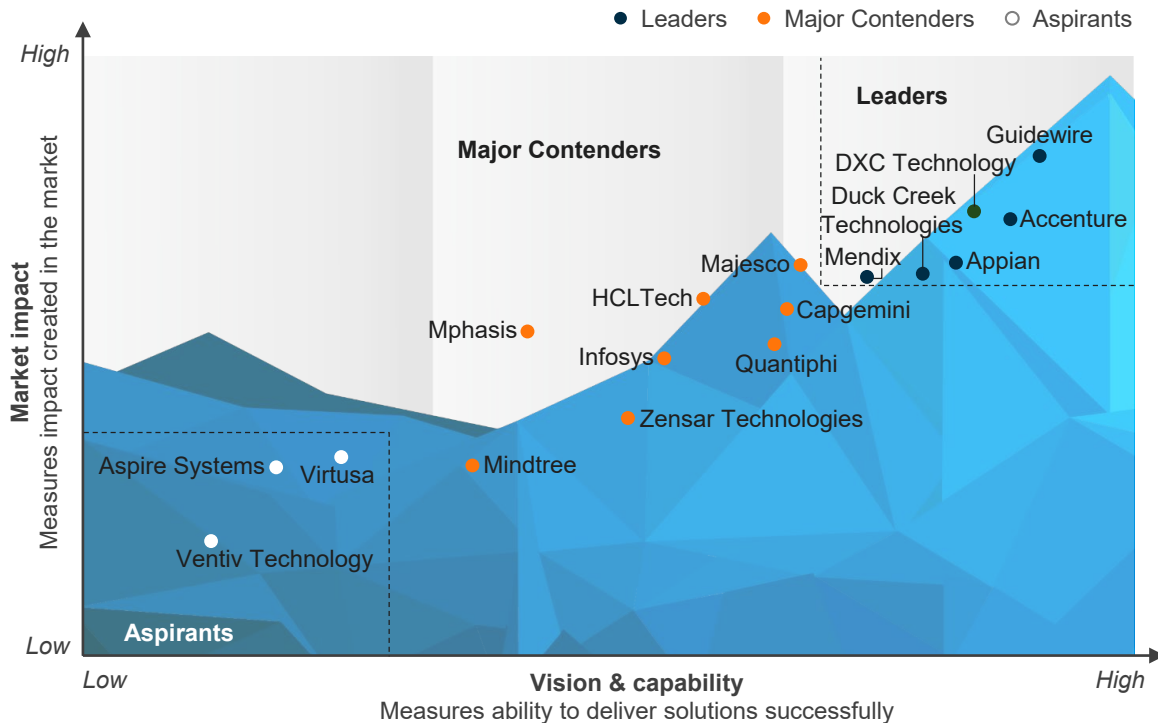 Leaders
Major Contenders
Aspirants
High
Leaders
Guidewire
Major Contenders
DXC Technology
Duck Creek
Technologies
Accenture
Mendix
Appian
Majesco
HCLTech
Capgemini
Mphasis
Infosys
Quantiphi
Zensar Technologies
Aspire Systems
Virtusa
Mindtree
Ventiv Technology
Aspirants
Market impact
Measures impact created in the market
Low
Low
Vision & capability
High
Measures ability to deliver solutions successfully